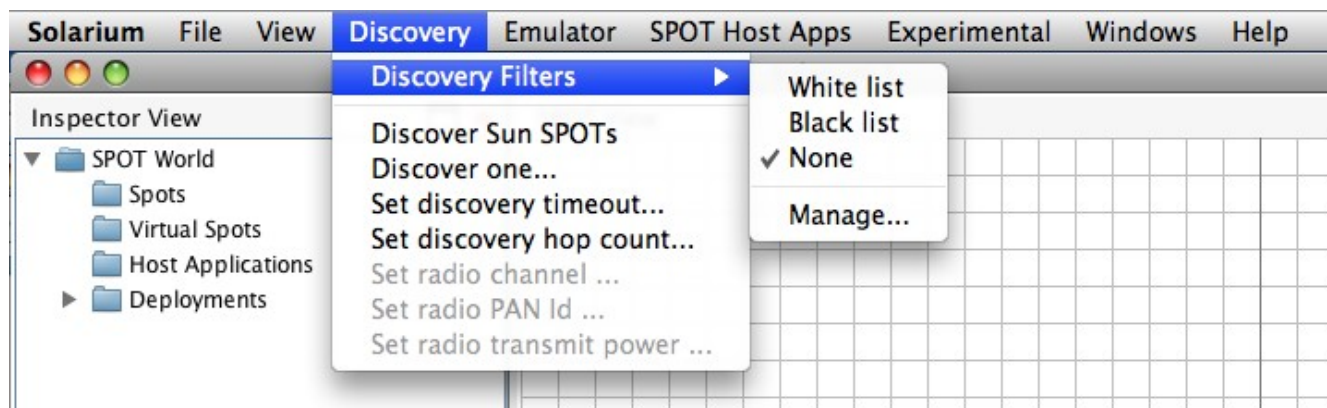 Solarium File View Discovery Emulator SPOT Host Apps Experimental Windows Help
Inspector View
SPOT World
Spots
Virtual Spots
Host Applications
Deployments
Discovery Filters
Discover Sun SPOTs
Discover one...
Set discovery timeout...
Set discovery hop count...
Set radio channel ...
Set radio PAN Id ...
Set radio transmit power ...
White list
Black list
None
Manage...